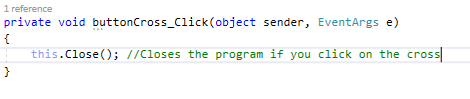 1 reference
private void buttonCross_Click(object sender, EventArgs e)
{
this.Close(); //Closes the program if you click on the cross
}